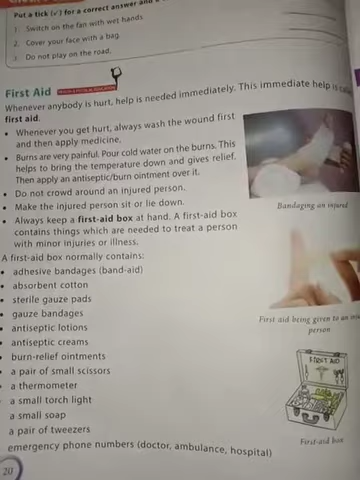 Put a tick (✓) for a correct answer and a
1. Switch on the fan with wet hands.
2. Cover your face with a bag.
3. Do not play on the road.
First Aid
Whenever anybody is hurt, help is needed immediately. This immediate help is
first aid.
• Whenever you get hurt, always wash the wound first
and then apply medicine.
• Burns are very painful. Pour cold water on the burns. This
helps to bring the temperature down and gives relief.
Then apply an antiseptic/burn ointment over it.
• Do not crowd around an injured person.
• Make the injured person sit or lie down.
• Always keep a first-aid box at hand. A first-aid box
contains things which are needed to treat a person
with minor injuries or illness.
Bandaging an injured
A first-aid box normally contains:
• adhesive bandages (band-aid)
• absorbent cotton
• sterile gauze pads
• gauze bandages
• antiseptic lotions
• antiseptic creams
• burn-relief ointments
• a pair of small scissors
• a thermometer
• a small torch light
a small soap
a pair of tweezers
emergency phone numbers (doctor, ambulance, hospital)
First aid being given to an
person
FIRST AID
First-aid box
20